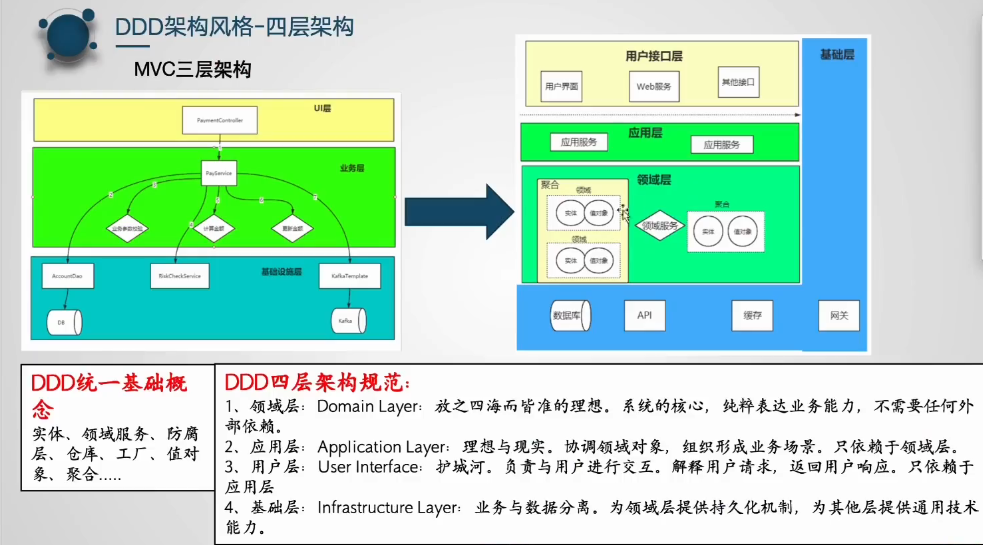 DDD架构风格-四层架构
MVC三层架构
UI层
PaymentController
业务层
PayService
业务参数校验
计算金额
更新金额
基础设施层
AccountDao
RiskCheckService
KafkaTemplate
DB
Kafka
用户接口层
基础层
用户界面
Web服务
其他接口
应用层
应用服务
应用服务
领域层
聚合
领域
实体
值对象
领域服务
聚合
实体
值对象
领域
实体
值对象
数据库
API
缓存
网关
DDD统一基础概
念
实体、领域服务、防腐
层、仓库、工厂、值对
象、聚合.....
DDD四层架构规范：
1、领域层：Domain Layer：放之四海而皆准的理想。系统的核心，纯粹表达业务能力，不需要任何外
部依赖。
2、应用层：Application Layer：理想与现实。协调领域对象，组织形成业务场景。只依赖于领域层。
3、用户层：User Interface：护城河。负责与用户进行交互。解释用户请求，返回用户响应。只依赖于
应用层
4、基础层：Infrastructure Layer：业务与数据分离。为领域层提供持久化机制，为其他层提供通用技术
能力。